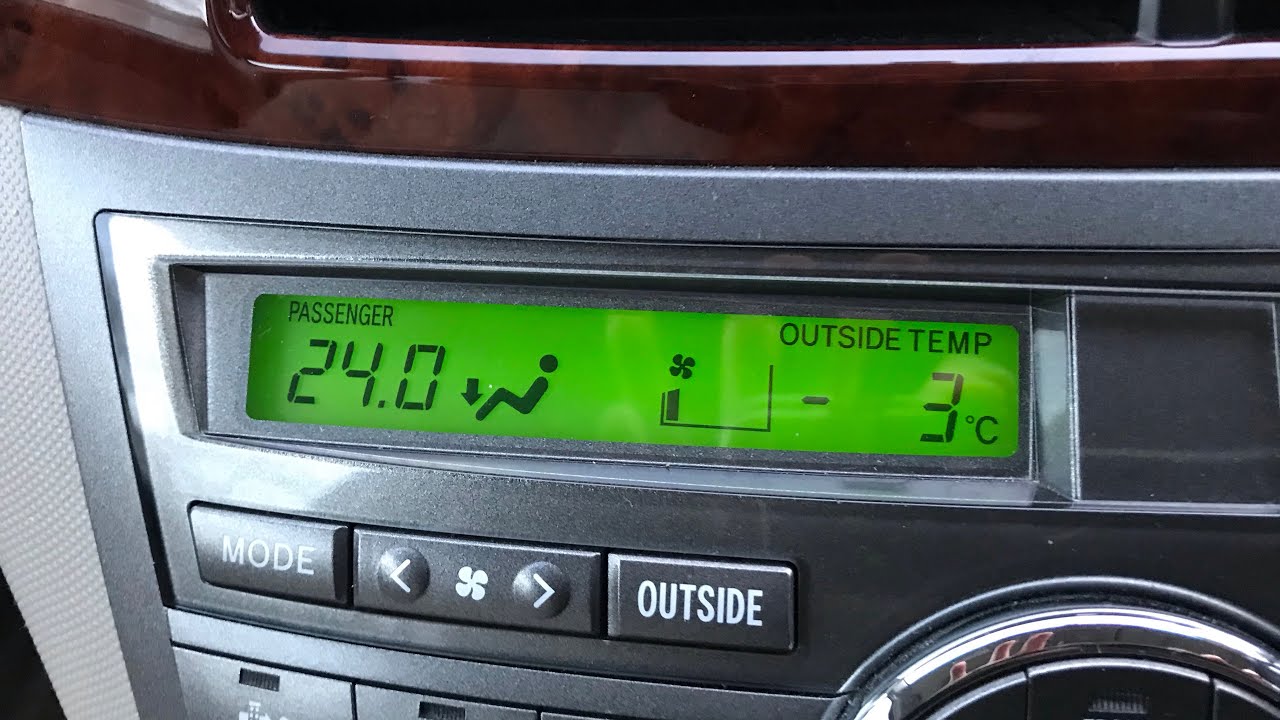 PASSENGER
OUTSIDE TEMP
24.0
- 3°C
MODE
< >
OUTSIDE